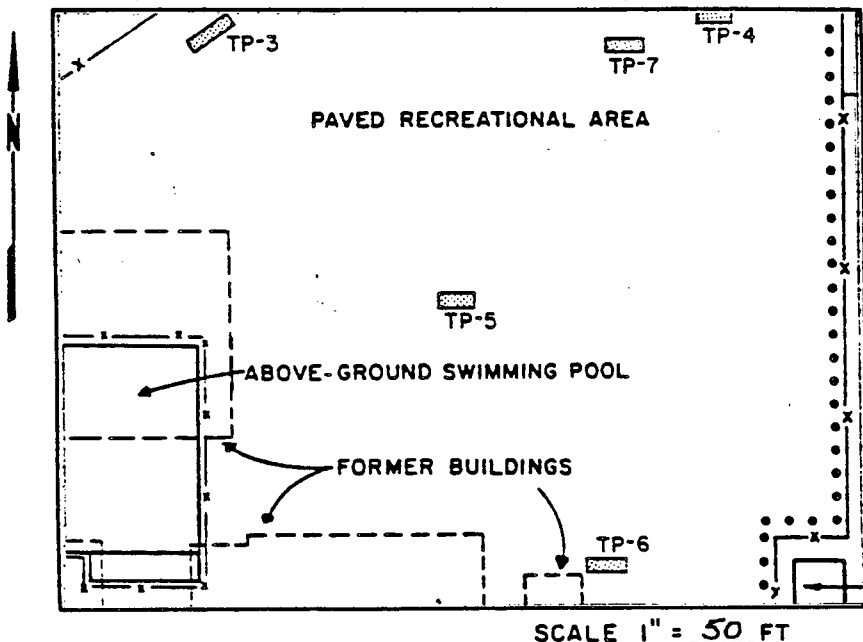 TP-3
TP-4
TP-7
N
PAVED RECREATIONAL AREA
TP-5
ABOVE-GROUND SWIMMING POOL
FORMER BUILDINGS
TP-6
SCALE 1" = 50 FT